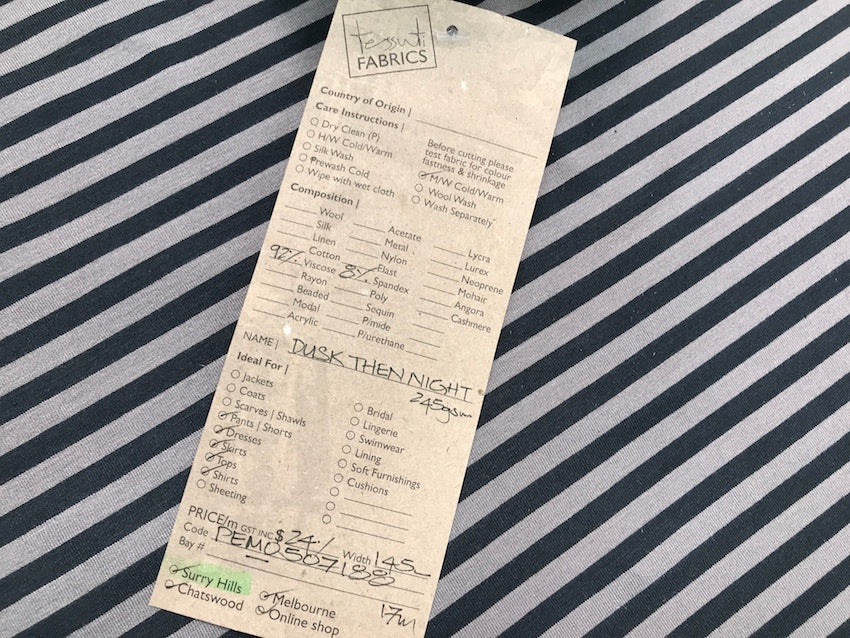 tessuti
FABRICS
Country of Origin |
Care Instructions |
Dry Clean (P)
H/W Cold/Warm
Silk Wash
Prewash Cold
Wipe with wet cloth
Before cutting please
test fabric for colour
fastness & shrinkage
M/W Cold/Warm
Wool Wash
Wash Separately
Composition |
Wool Acetate Lycra
Silk Metal Lurex
Linen Nylon Neoprene
Cotton Elast Mohair
92% Viscose 8% Spandex Angora
Rayon Poly Cashmere
Beaded Sequin
Modal P/mide
Acrylic P/urethane
NAME | DUSK THEN NIGHT
245gsm
Ideal For |
Jackets
Coats
Scarves | Shawls
Pants | Shorts
Dresses
Skirts
Tops
Shirts
Sheeting
Bridal
Lingerie
Swimwear
Lining
Soft Furnishings
Cushions
PRICE/m GST INC $24/ Width 145
Code PEM0507188
Bay #
Surry Hills Melbourne
Chatswood Online shop
17m